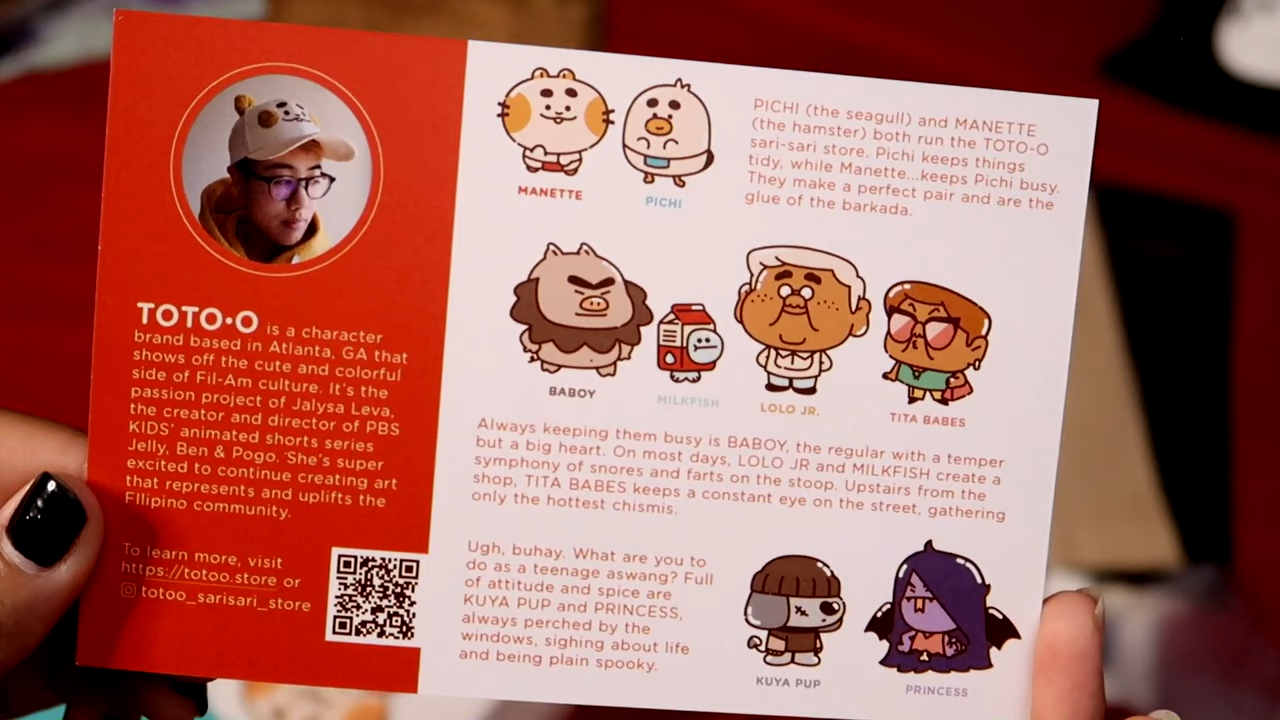 TOTO•O is a character
brand based in Atlanta, GA that
shows off the cute and colorful
side of Fil-Am culture. It's the
passion project of Jalysa Leva,
the creator and director of PBS
KIDS' animated shorts series
Jelly, Ben & Pogo. She's super
excited to continue creating art
that represents and uplifts the
FIlipino community.
To learn more, visit
https://totoo.store or
totoo_sarisari_store
MANETTE
PICHI
PICHI (the seagull) and MANETTE
(the hamster) both run the TOTO-O
sari-sari store. Pichi keeps things
tidy, while Manette...keeps Pichi busy.
They make a perfect pair and are the
glue of the barkada.
BABOY
MILKFISH
LOLO JR.
TITA BABES
Always keeping them busy is BABOY, the regular with a temper
but a big heart. On most days, LOLO JR and MILKFISH create a
symphony of snores and farts on the stoop. Upstairs from the
shop, TITA BABES keeps a constant eye on the street, gathering
only the hottest chismis.
Ugh, buhay. What are you to
do as a teenage aswang? Full
of attitude and spice are
KUYA PUP and PRINCESS,
always perched by the
windows, sighing about life
and being plain spooky.
KUYA PUP
PRINCESS